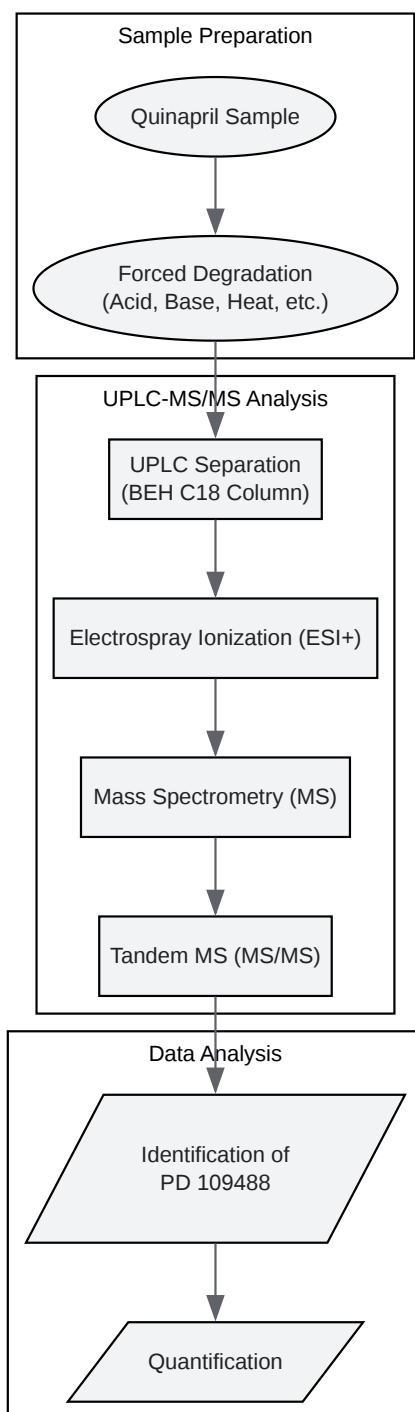 Sample Preparation
Quinapril Sample
Forced Degradation
(Acid, Base, Heat, etc.)
UPLC-MS/MS Analysis
UPLC Separation
(BEH C18 Column)
Electrospray Ionization (ESI+)
Mass Spectrometry (MS)
Tandem MS (MS/MS)
Data Analysis
Identification of
PD 109488
Quantification